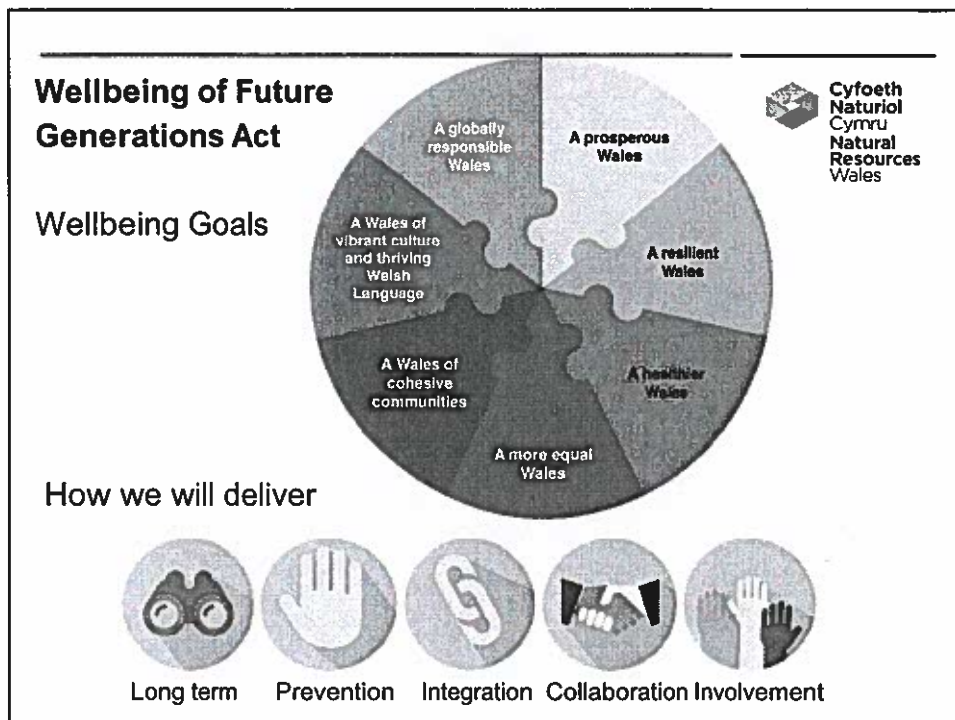 Wellbeing of Future
Generations Act
Cyfoeth
Naturiol
Cymru
Natural
Resources
Wales
Wellbeing Goals
A globally
responsible
Wales
A prosperous
Wales
A Wales of
vibrant culture
and thriving
Welsh
Language
A resilient
Wales
A Wales of
cohesive
communities
A healthier
Wales
A more equal
Wales
How we will deliver
Long term
Prevention
Integration
Collaboration
Involvement